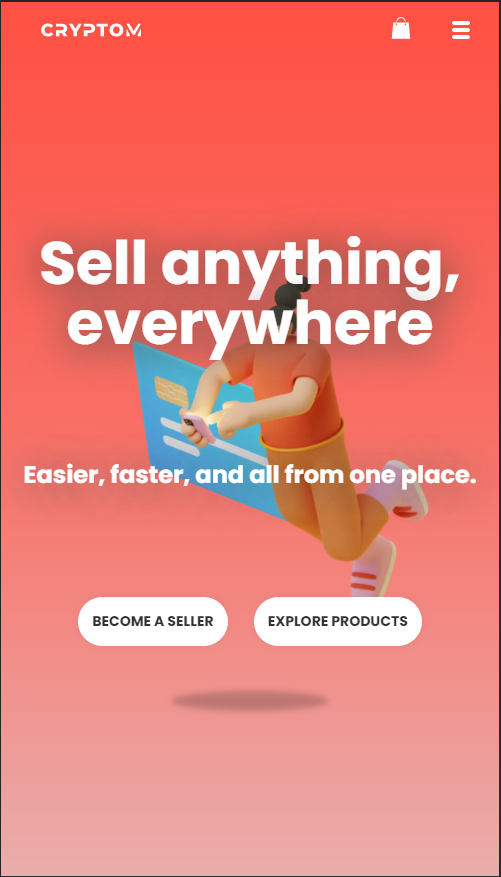 CRYPTOM
Sell anything,
everywhere
Easier, faster, and all from one place.
BECOME A SELLER
EXPLORE PRODUCTS